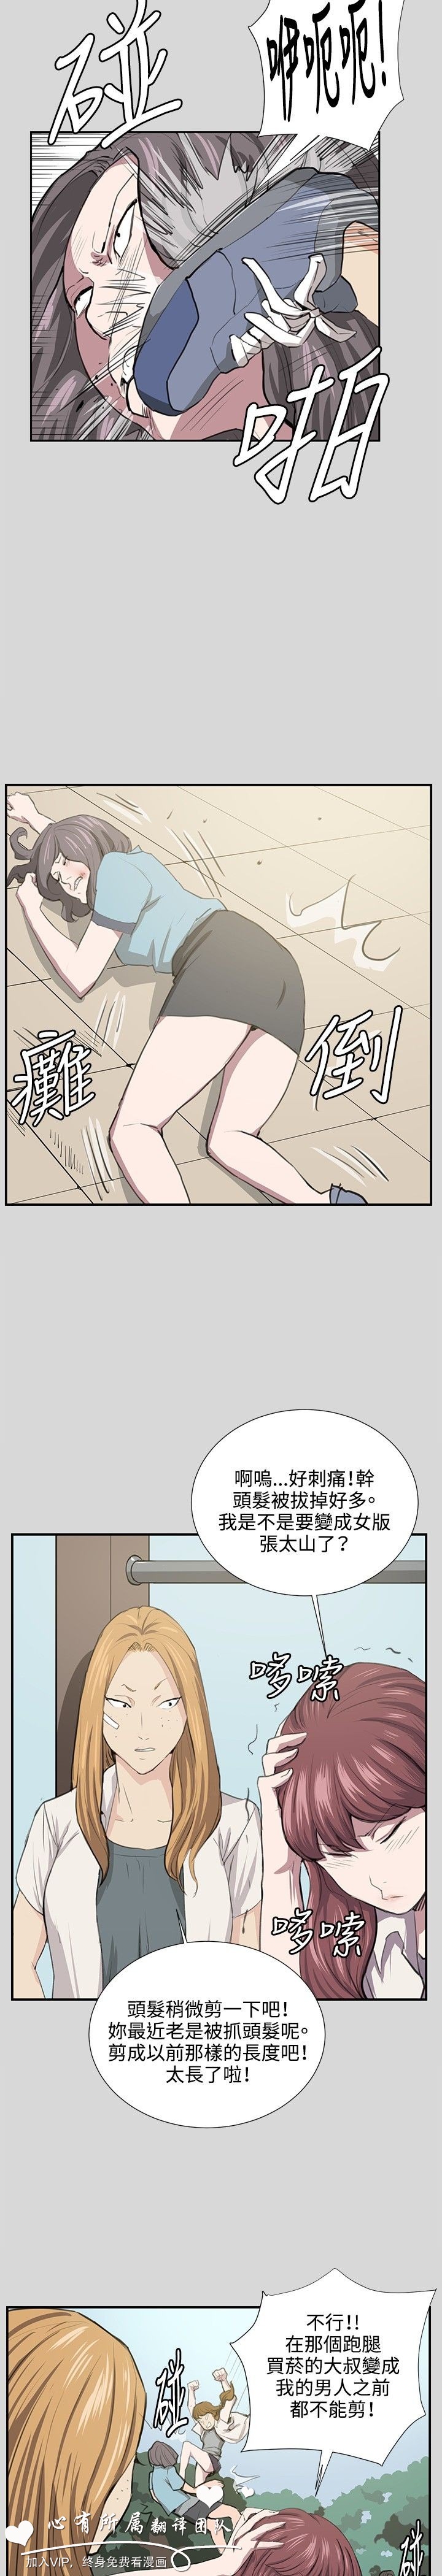 咿呃呃!
碰
啪
癱
倒
啊嗚...好刺痛!幹
頭髮被拔掉好多。
我是不是要變成女版
張太山了?
哆嗦
哆嗦
頭髮稍微剪一下吧!
妳最近老是被抓頭髮呢。
剪成以前那樣的長度吧!
太長了啦!
不行!!
在那個跑腿
買菸的大叔變成
我的男人之前
都不能剪!
碰
心有所属翻译团队
加入VIP，终身免费看漫画